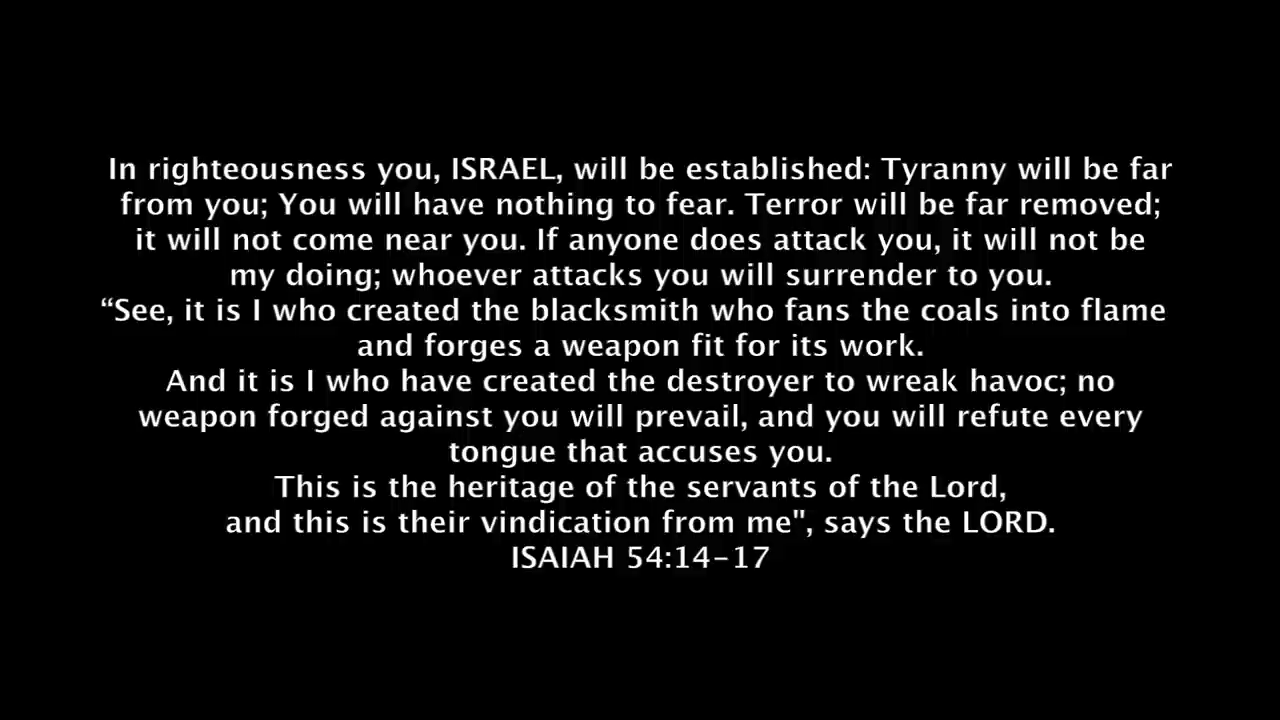 In righteousness you, ISRAEL, will be established: Tyranny will be far
from you; You will have nothing to fear. Terror will be far removed;
it will not come near you. If anyone does attack you, it will not be
my doing; whoever attacks you will surrender to you.
“See, it is I who created the blacksmith who fans the coals into flame
and forges a weapon fit for its work.
And it is I who have created the destroyer to wreak havoc; no
weapon forged against you will prevail, and you will refute every
tongue that accuses you.
This is the heritage of the servants of the Lord,
and this is their vindication from me", says the LORD.
ISAIAH 54:14-17